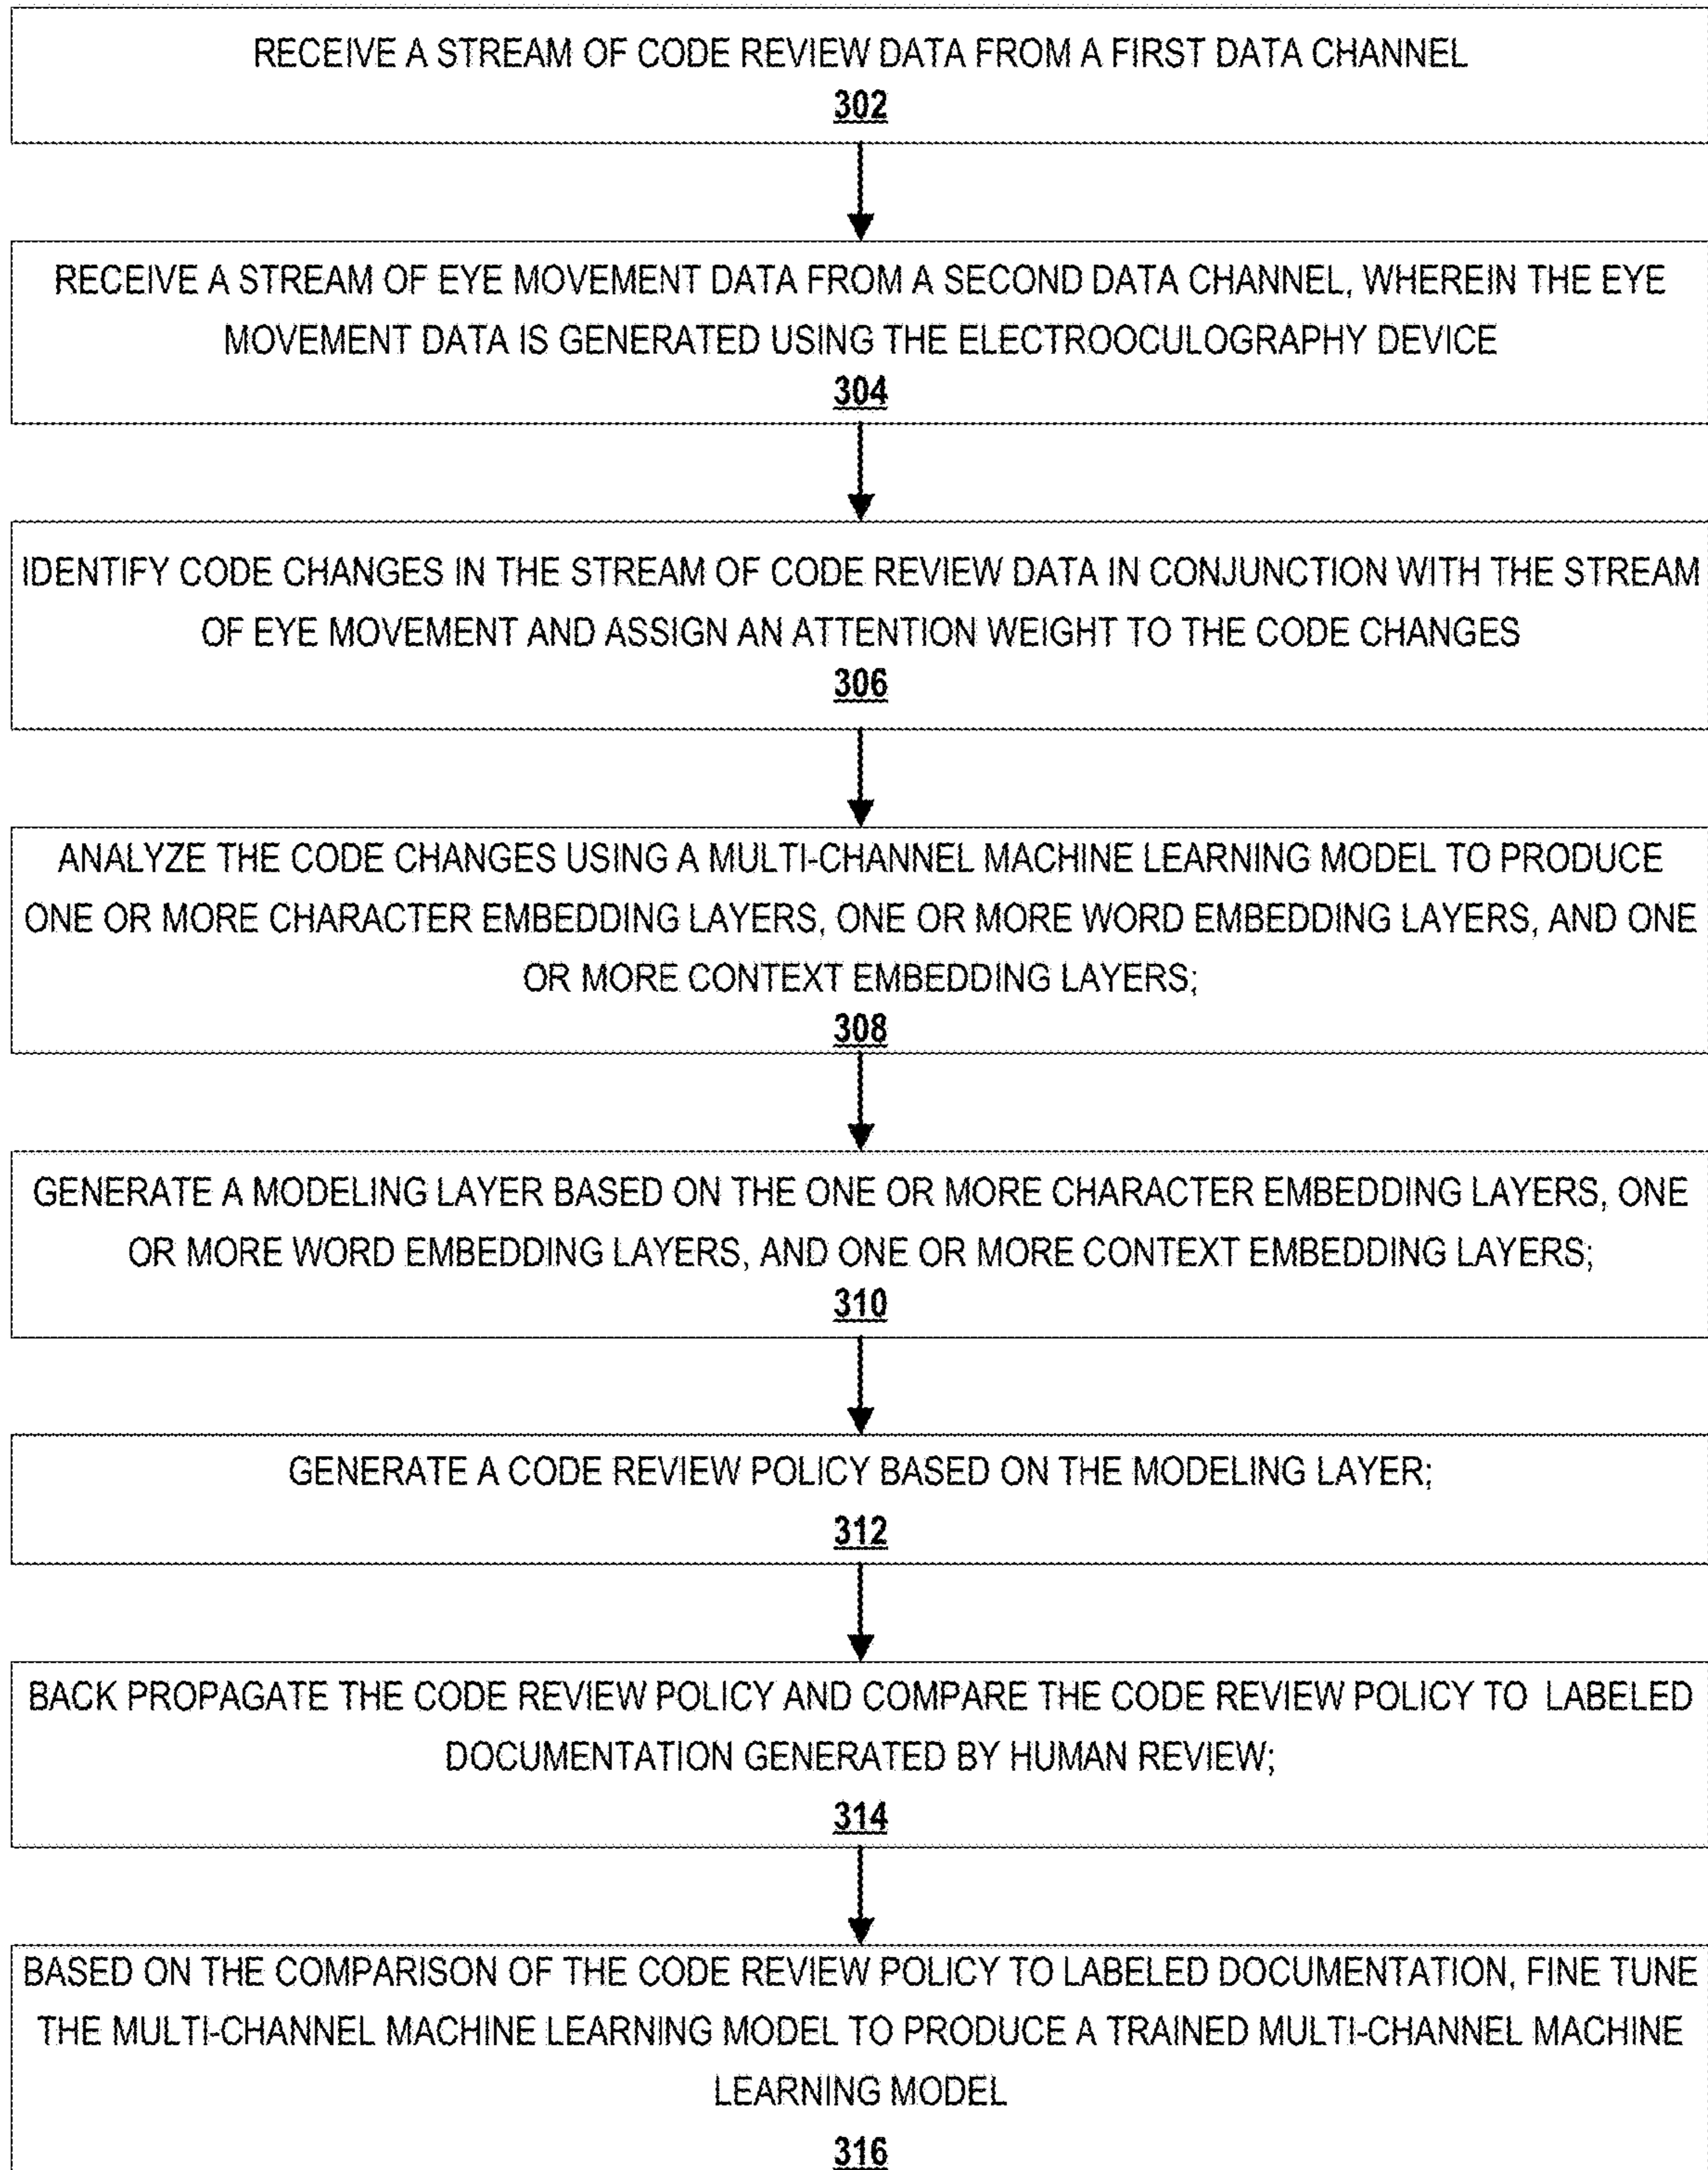 RECEIVE A STREAM OF CODE REVIEW DATA FROM A FIRST DATA CHANNEL
302
RECEIVE A STREAM OF EYE MOVEMENT DATA FROM A SECOND DATA CHANNEL, WHEREIN THE EYE
MOVEMENT DATA IS GENERATED USING THE ELECTROOCULOGRAPHY DEVICE
304
IDENTIFY CODE CHANGES IN THE STREAM OF CODE REVIEW DATA IN CONJUNCTION WITH THE STREAM
OF EYE MOVEMENT AND ASSIGN AN ATTENTION WEIGHT TO THE CODE CHANGES
306
ANALYZE THE CODE CHANGES USING A MULTI-CHANNEL MACHINE LEARNING MODEL TO PRODUCE
ONE OR MORE CHARACTER EMBEDDING LAYERS, ONE OR MORE WORD EMBEDDING LAYERS, AND ONE
OR MORE CONTEXT EMBEDDING LAYERS;
308
GENERATE A MODELING LAYER BASED ON THE ONE OR MORE CHARACTER EMBEDDING LAYERS, ONE
OR MORE WORD EMBEDDING LAYERS, AND ONE OR MORE CONTEXT EMBEDDING LAYERS;
310
GENERATE A CODE REVIEW POLICY BASED ON THE MODELING LAYER;
312
BACK PROPAGATE THE CODE REVIEW POLICY AND COMPARE THE CODE REVIEW POLICY TO LABELED
DOCUMENTATION GENERATED BY HUMAN REVIEW;
314
BASED ON THE COMPARISON OF THE CODE REVIEW POLICY TO LABELED DOCUMENTATION, FINE TUNE
THE MULTI-CHANNEL MACHINE LEARNING MODEL TO PRODUCE A TRAINED MULTI-CHANNEL MACHINE
LEARNING MODEL
316